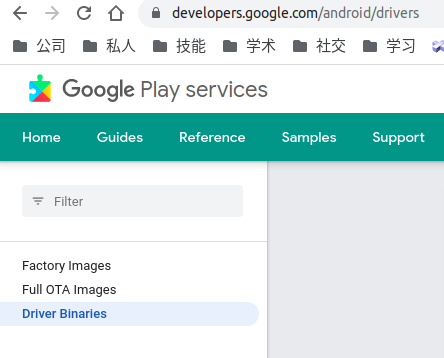 developers.google.com/android/drivers
公司 私人 技能 学术 社交 学习
Google Play services
Home Guides Reference Samples Support
Filter
Factory Images
Full OTA Images
Driver Binaries